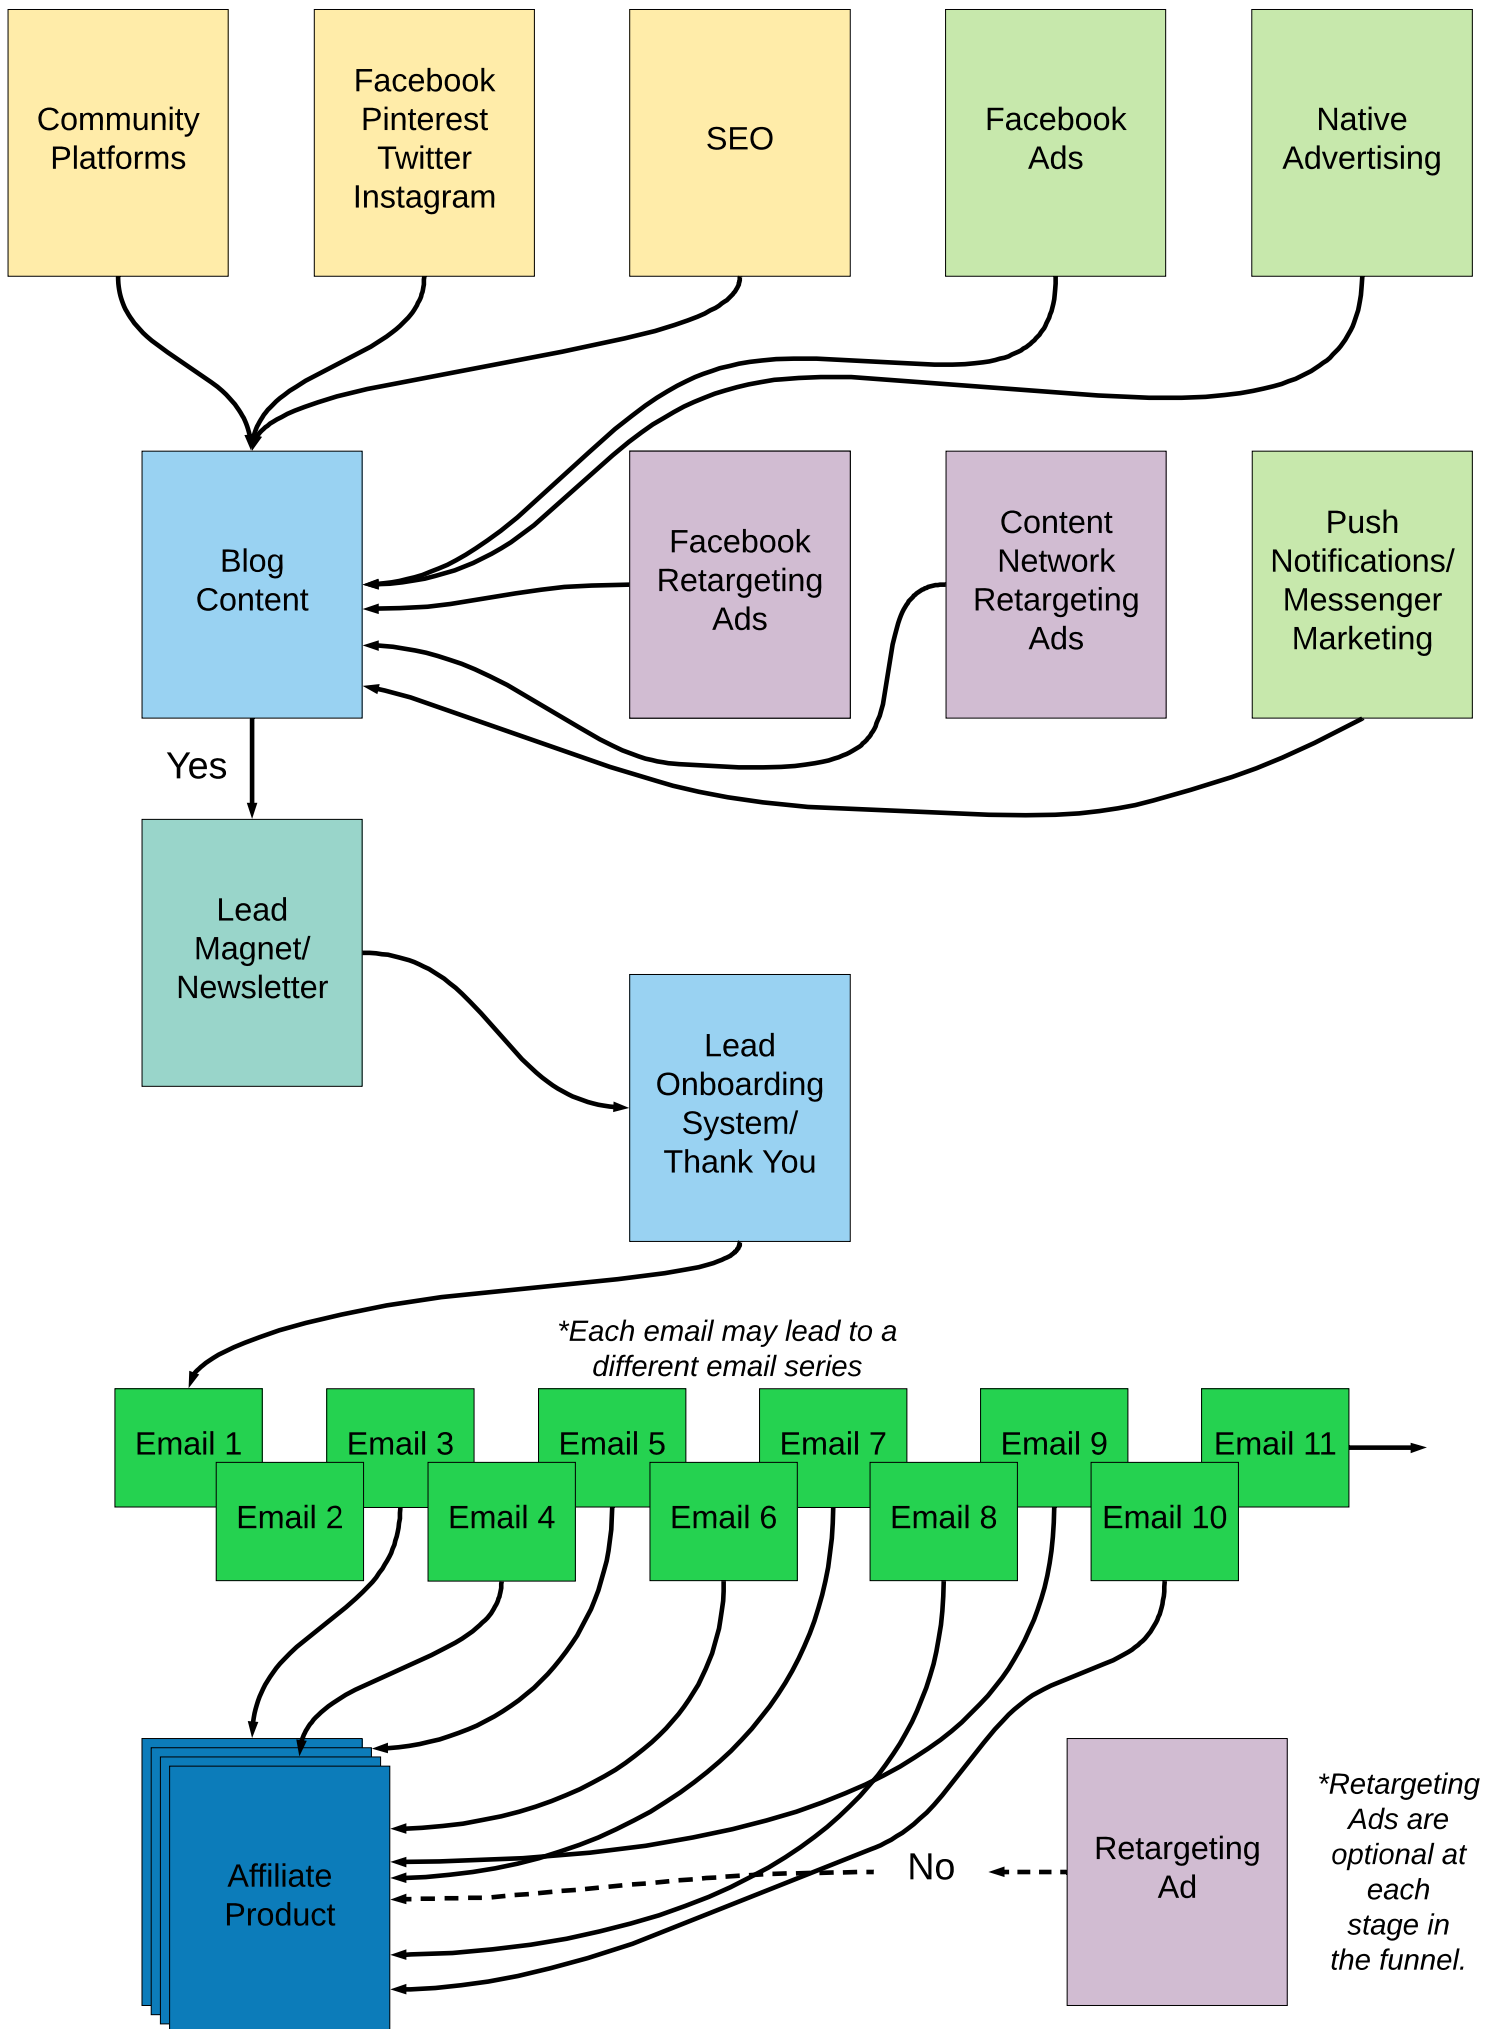 Community
Platforms
Facebook
Pinterest
Twitter
Instagram
SEO
Facebook
Ads
Native
Advertising
Blog
Content
Facebook
Retargeting
Ads
Content
Network
Retargeting
Ads
Push
Notifications/
Messenger
Marketing
Yes
Lead
Magnet/
Newsletter
Lead
Onboarding
System/
Thank You
*Each email may lead to a
different email series
Email 1
Email 2
Email 3
Email 4
Email 5
Email 6
Email 7
Email 8
Email 9
Email 10
Email 11
Affiliate
Product
No
Retargeting
Ad
*Retargeting
Ads are
optional at
each
stage in
the funnel.